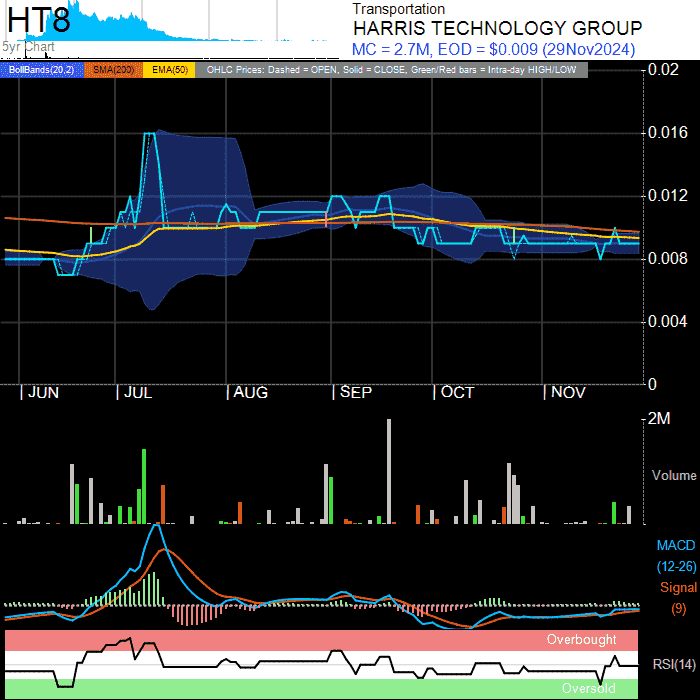 HT8
5yr Chart
Transportation
HARRIS TECHNOLOGY GROUP
MC = 2.7M, EOD = $0.009 (29Nov2024)
BollBands(20,2) SMA(200) EMA(50) OHLC Prices: Dashed = OPEN, Solid = CLOSE, Green/Red bars = Intra-day HIGH/LOW
0.02
0.016
0.012
0.008
0.004
0
JUN JUL AUG SEP OCT NOV
2M
Volume
MACD
(12-26)
Signal
(9)
Overbought
RSI(14)
Oversold